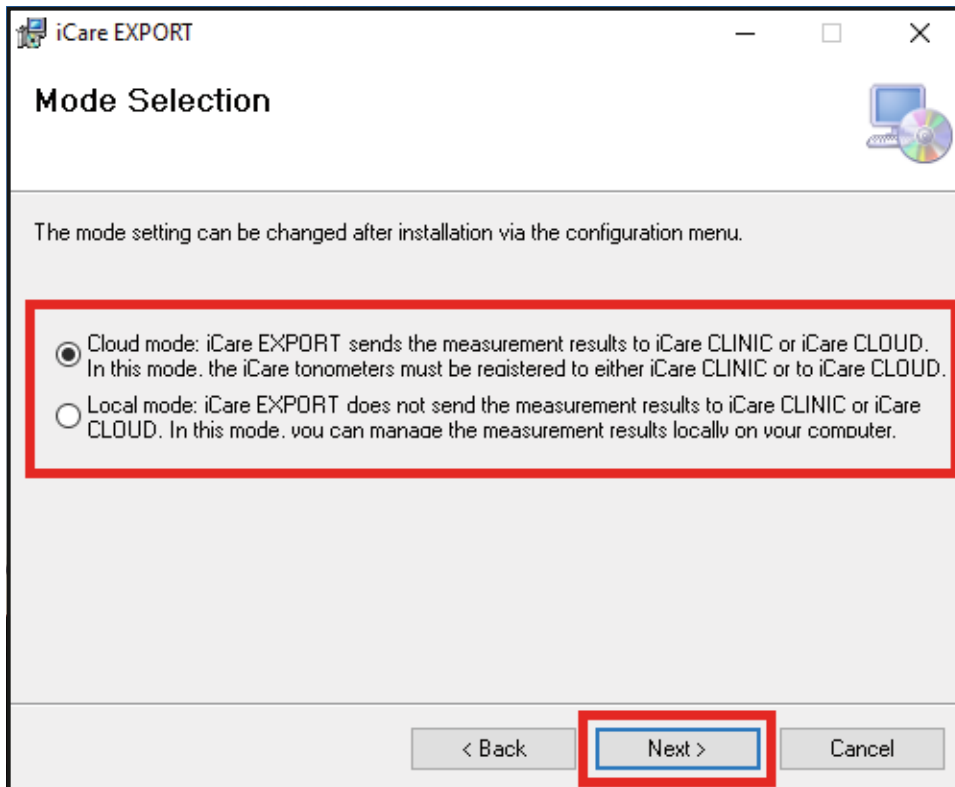 iCare EXPORT
Mode Selection
The mode setting can be changed after installation via the configuration menu.
Cloud mode: iCare EXPORT sends the measurement results to iCare CLINIC or iCare CLOUD.
In this mode, the iCare tonometers must be registered to either iCare CLINIC or to iCare CLOUD.
Local mode: iCare EXPORT does not send the measurement results to iCare CLINIC or iCare
CLOUD. In this mode, you can manage the measurement results locally on your computer.
< Back
Next >
Cancel